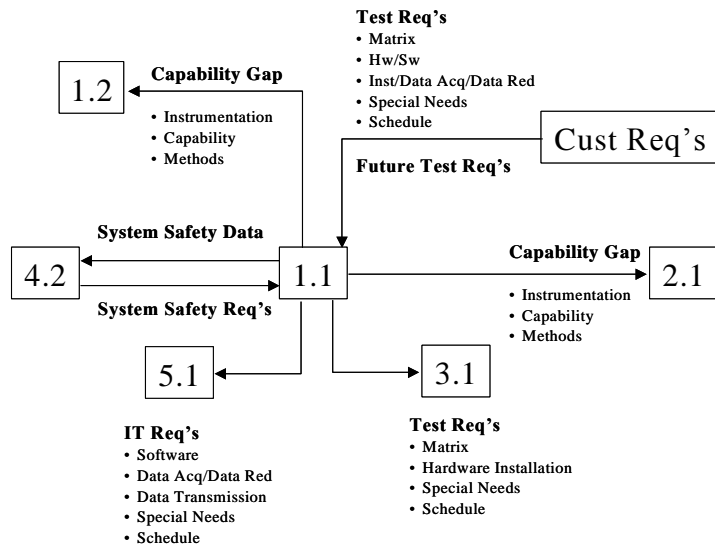 Test Req's
• Matrix
• Hw/Sw
• Inst/Data Acq/Data Red
• Special Needs
• Schedule
Capability Gap
1.2
• Instrumentation
• Capability
• Methods
Cust Req's
Future Test Req's
System Safety Data
4.2
1.1
System Safety Req's
Capability Gap
2.1
• Instrumentation
• Capability
• Methods
5.1
3.1
IT Req's
• Software
• Data Acq/Data Red
• Data Transmission
• Special Needs
• Schedule
Test Req's
• Matrix
• Hardware Installation
• Special Needs
• Schedule